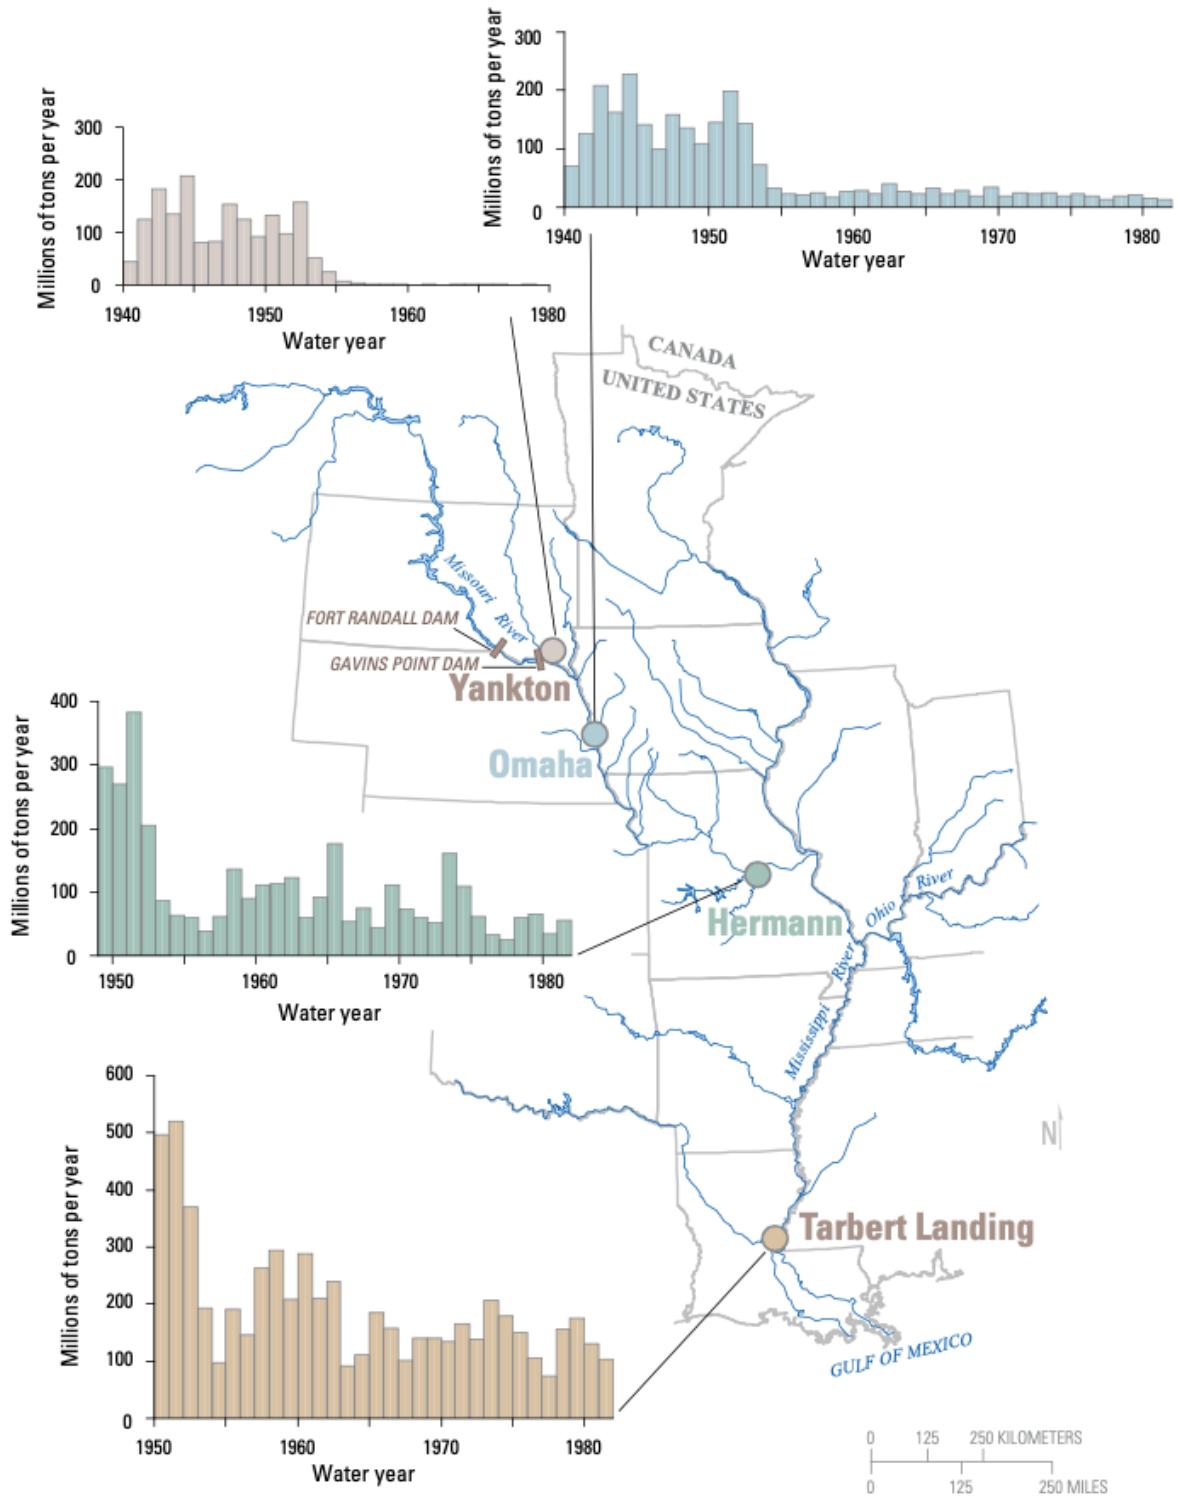 Millions of tons per year
300
200
100
0
1940
1950
1960
1970
1980
Water year
Millions of tons per year
300
200
100
0
1940
1950
1960
1980
Water year
CANADA
UNITED STATES
Missouri River
FORT RANDALL DAM
GAVINS POINT DAM
Yankton
Omaha
Millions of tons per year
400
300
200
100
0
1950
1960
1970
1980
Water year
Hermann
Ohio River
Mississippi River
Millions of tons per year
600
500
400
300
200
100
0
1950
1960
1970
1980
Water year
N
Tarbert Landing
GULF OF MEXICO
0 125 250 KILOMETERS
0 125 250 MILES